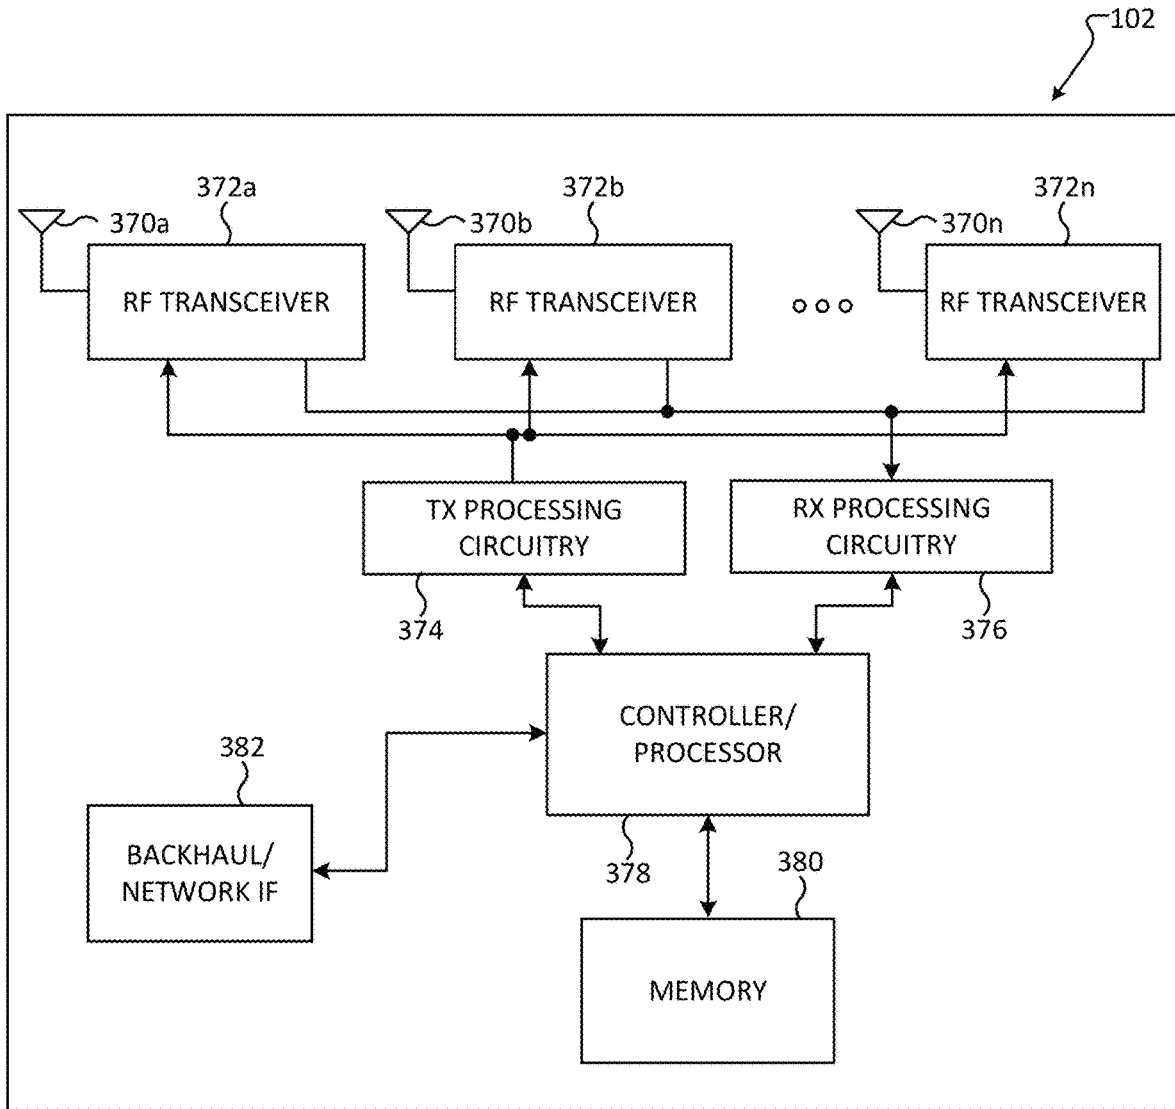 102
372a
372b
372n
370a
370b
370n
RF TRANSCEIVER
RF TRANSCEIVER
RF TRANSCEIVER
TX PROCESSING
CIRCUITRY
RX PROCESSING
CIRCUITRY
374
376
CONTROLLER/
PROCESSOR
382
BACKHAUL/
NETWORK IF
378
380
MEMORY